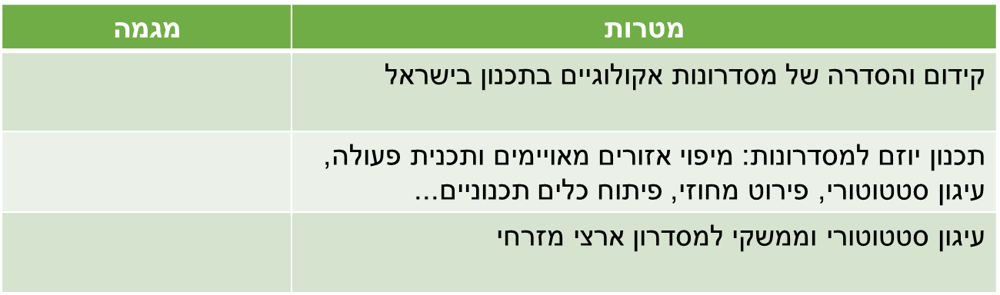 מטרות
מגמה
קידום והסדרה של מסדרונות אקולוגיים בתכנון בישראל
תכנון יוזם למסדרונות: מיפוי אזורים מאויימים ותכנית פעולה,
עיגון סטטוטורי, פירוט מחוזי, פיתוח כלים תכנוניים...
עיגון סטטוטורי וממשקי למסדרון ארצי מזרחי